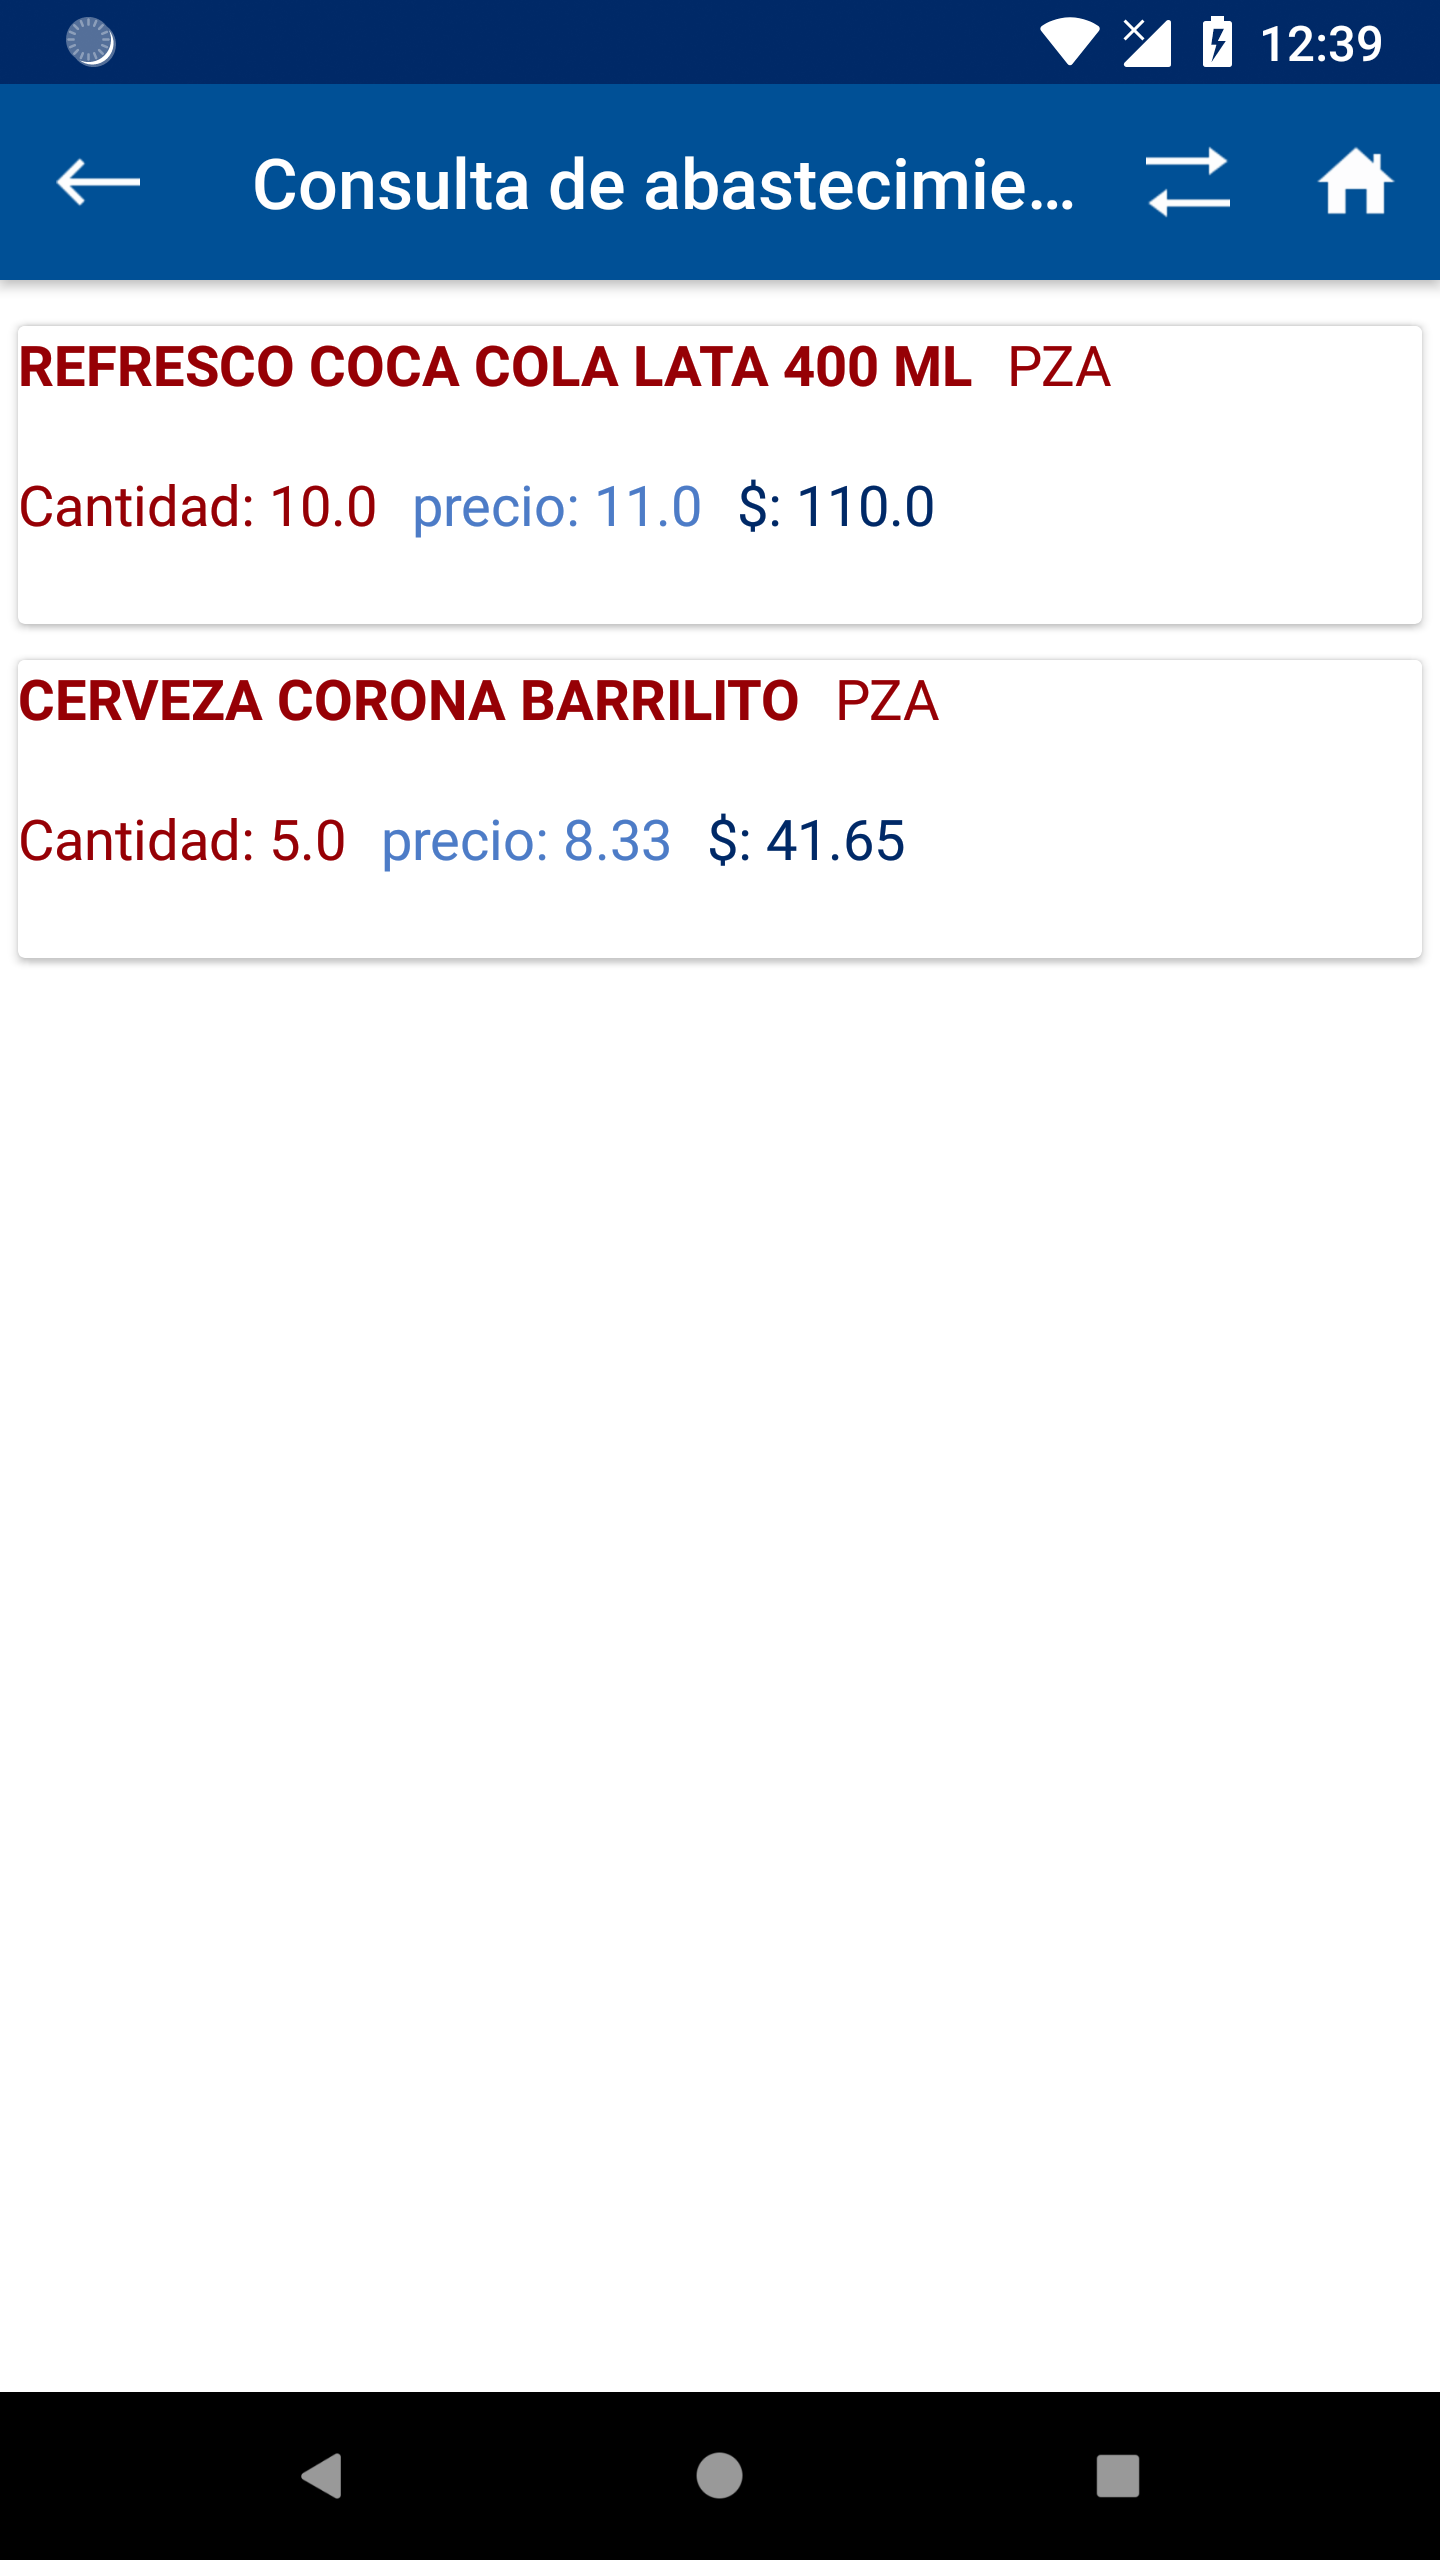 12:39
Consulta de abastecimie...
REFRESCO COCA COLA LATA 400 ML PZA
Cantidad: 10.0 precio: 11.0 $: 110.0
CERVEZA CORONA BARRILITO PZA
Cantidad: 5.0 precio: 8.33 $: 41.65